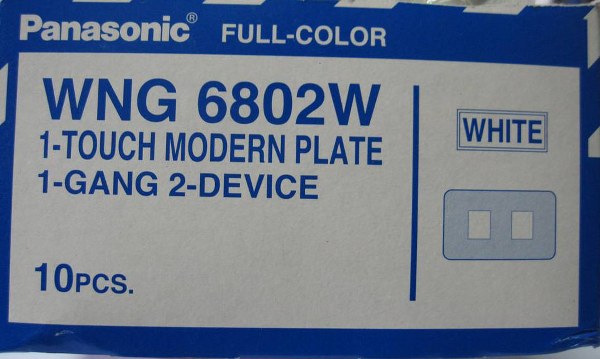 Panasonic® FULL-COLOR
WNG 6802W
1-TOUCH MODERN PLATE
1-GANG 2-DEVICE
10PCS.
WHITE